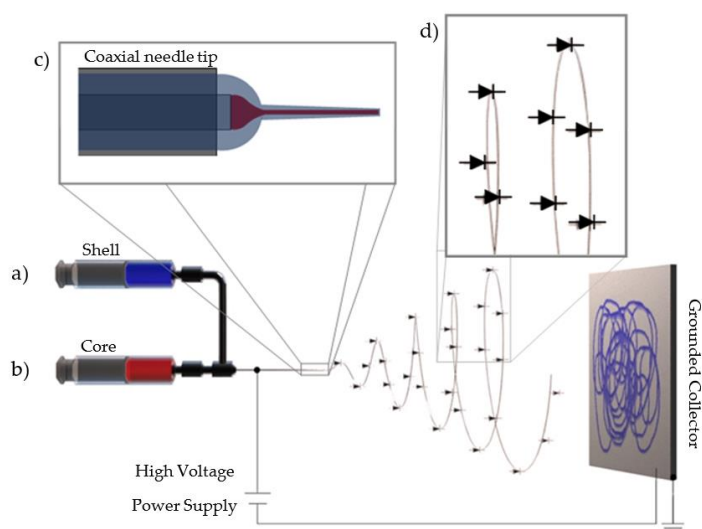 c)
Coaxial needle tip
d)
a)
Shell
b)
Core
High Voltage
Power Supply
Grounded Collector